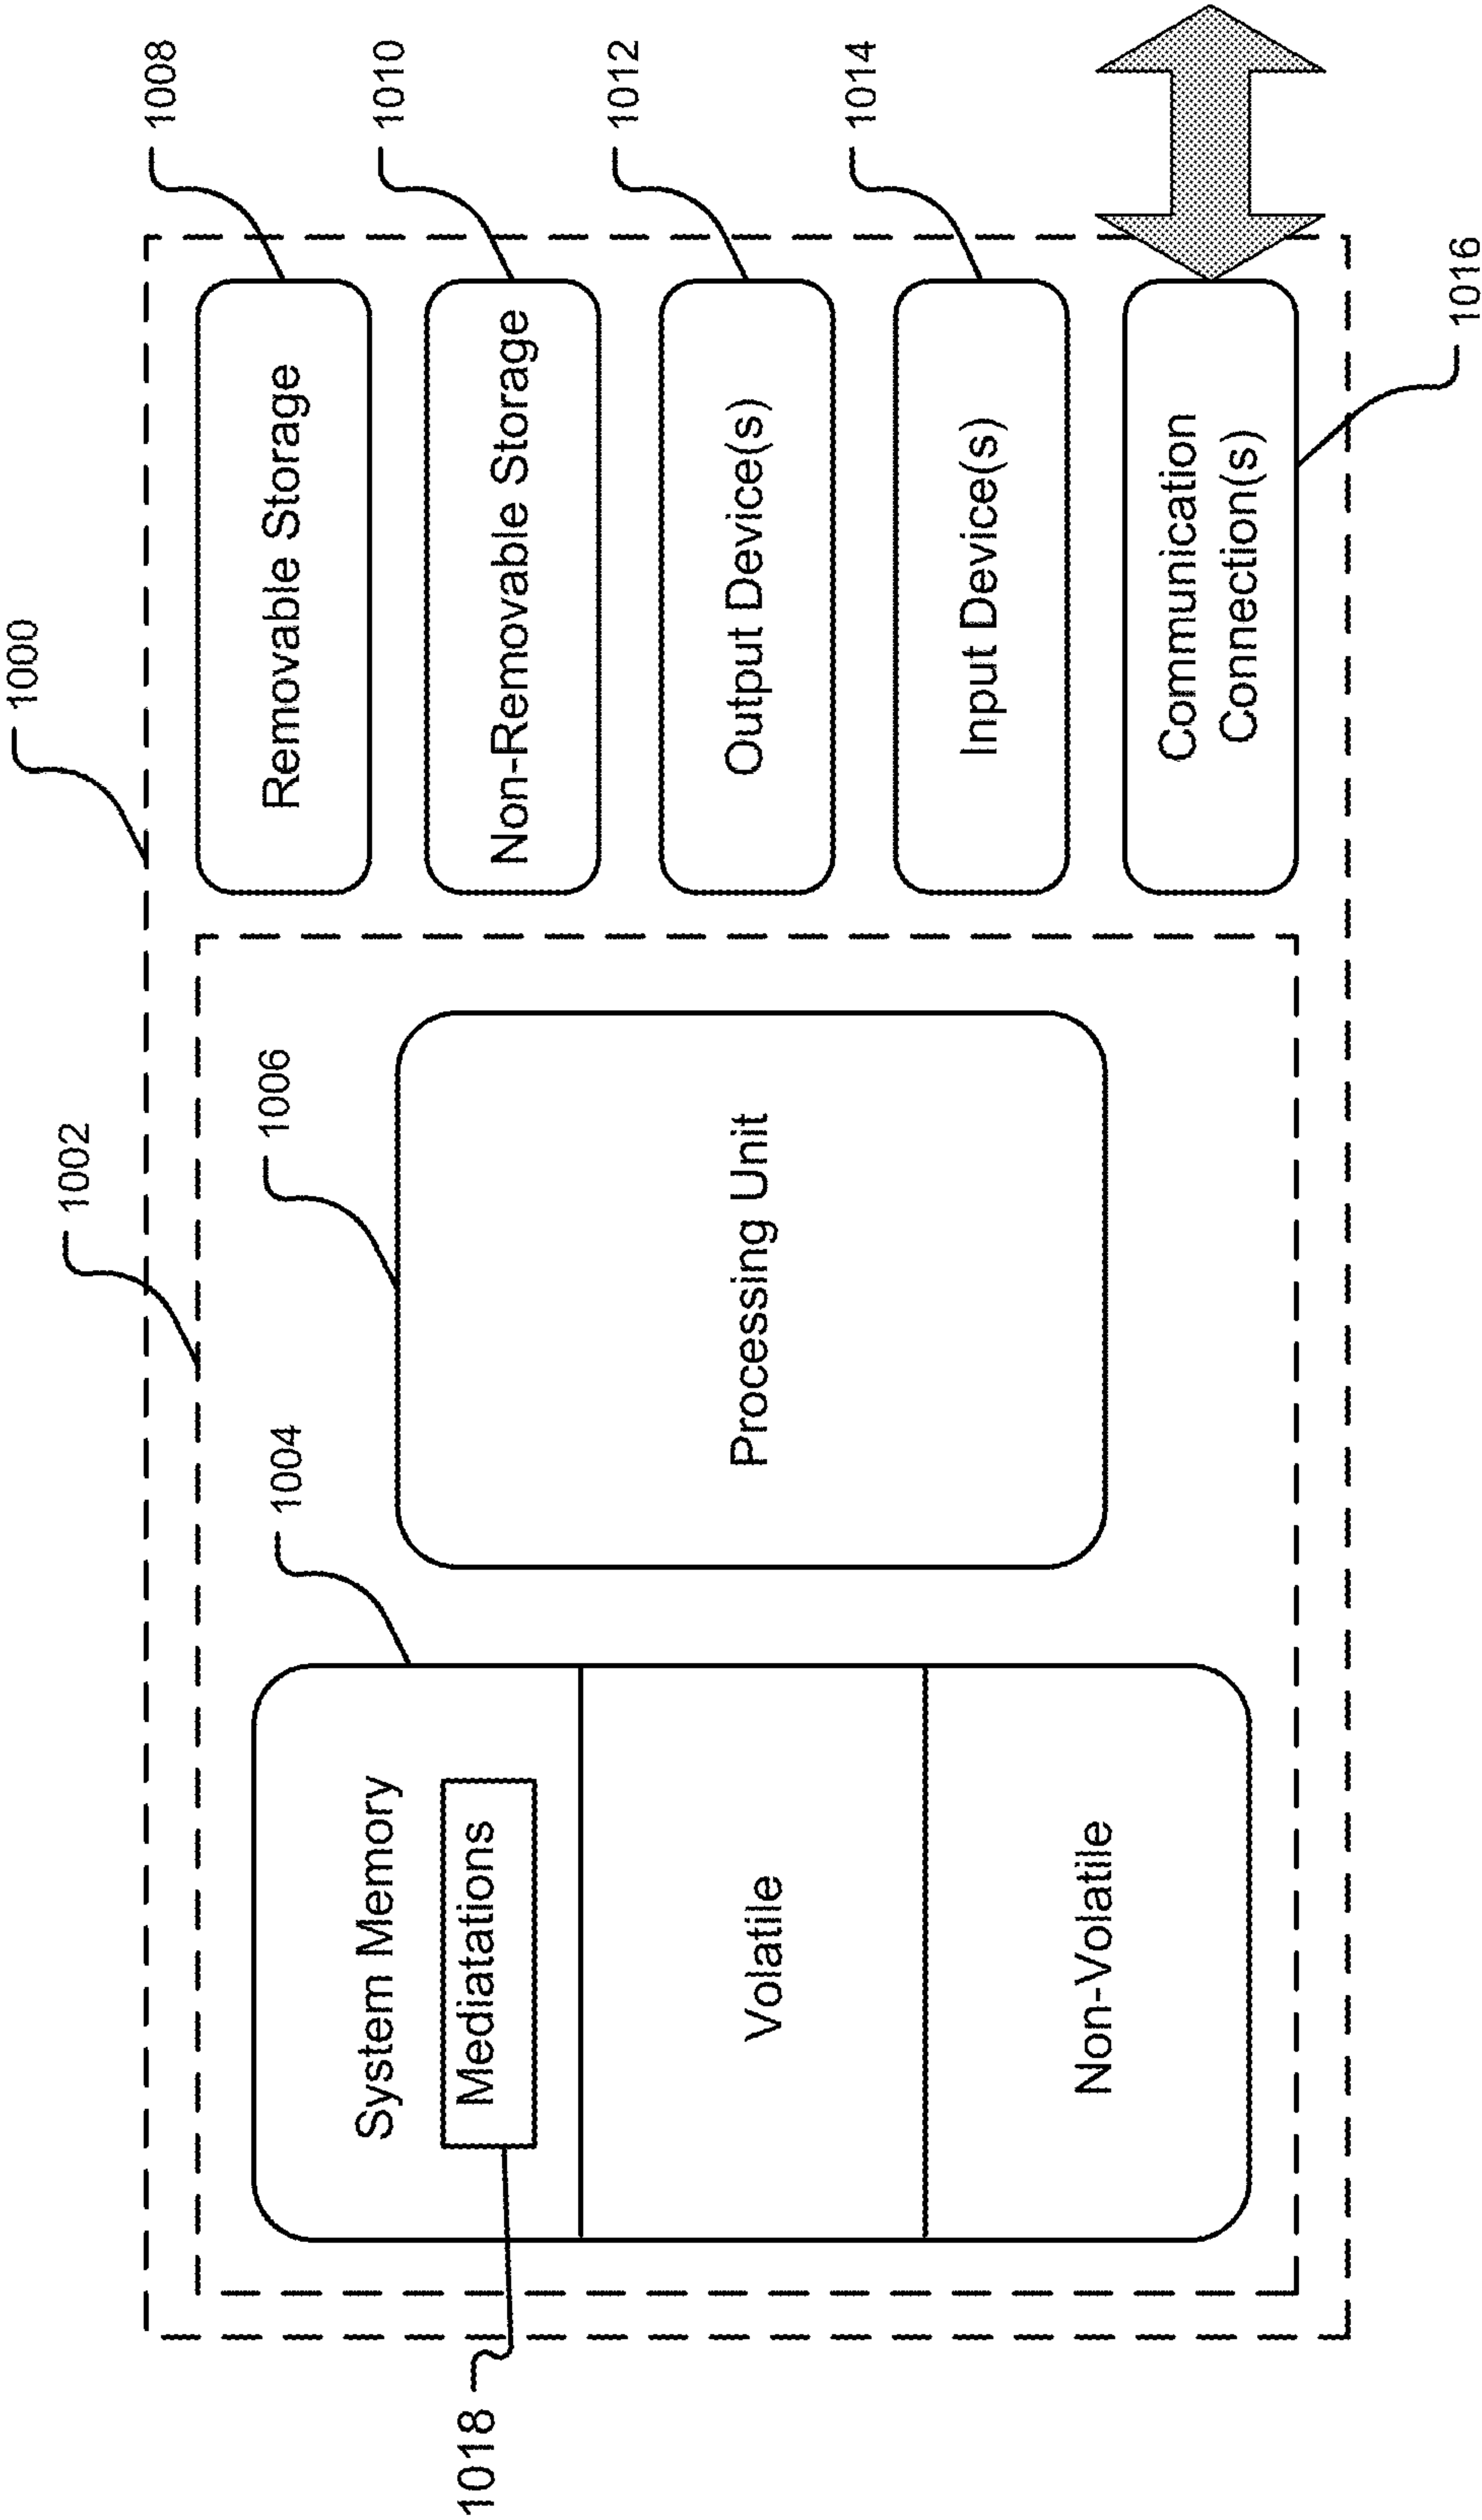 1000
1002
1008
Removable Storage
1010
Non-Removable Storage
1012
Output Device(s)
1014
Input Device(s)
Communication
Connection(s)
1016
1006
Processing Unit
1004
System Memory
Mediatations
1018
Volatile
Non-Volatile